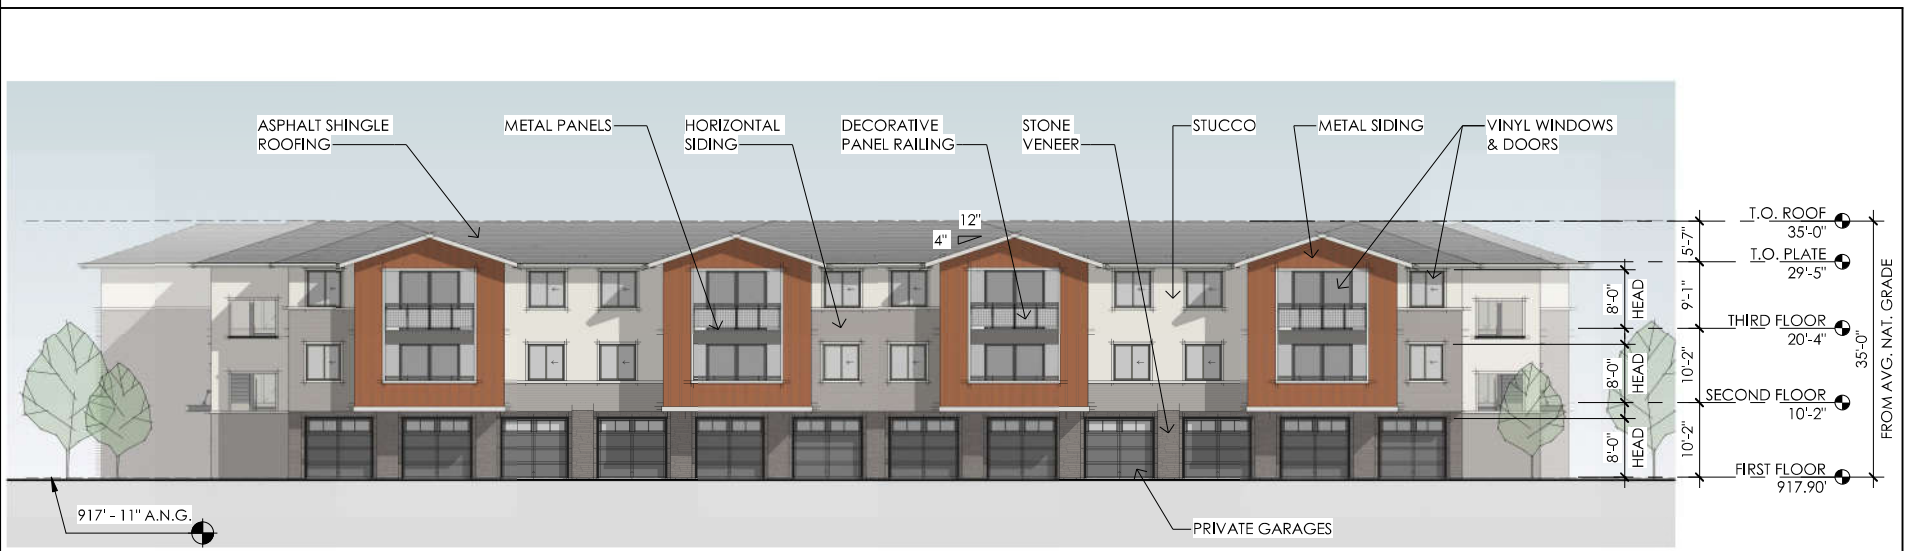 ASPHALT SHINGLE
ROOFING
METAL PANELS
HORIZONTAL
SIDING
DECORATIVE
PANEL RAILING
STONE
VENEER
STUCCO
METAL SIDING
VINYL WINDOWS
& DOORS
12"
4"
T.O. ROOF
35'-0"
5'-7"
T.O. PLATE
29'-5"
8'-0"
HEAD
9'-1"
THIRD FLOOR
20'-4"
8'-0"
HEAD
10'-2"
SECOND FLOOR
10'-2"
8'-0"
HEAD
10'-2"
FIRST FLOOR
917.90'
35'-0"
FROM AVG. NAT. GRADE
917' - 11" A.N.G.
PRIVATE GARAGES